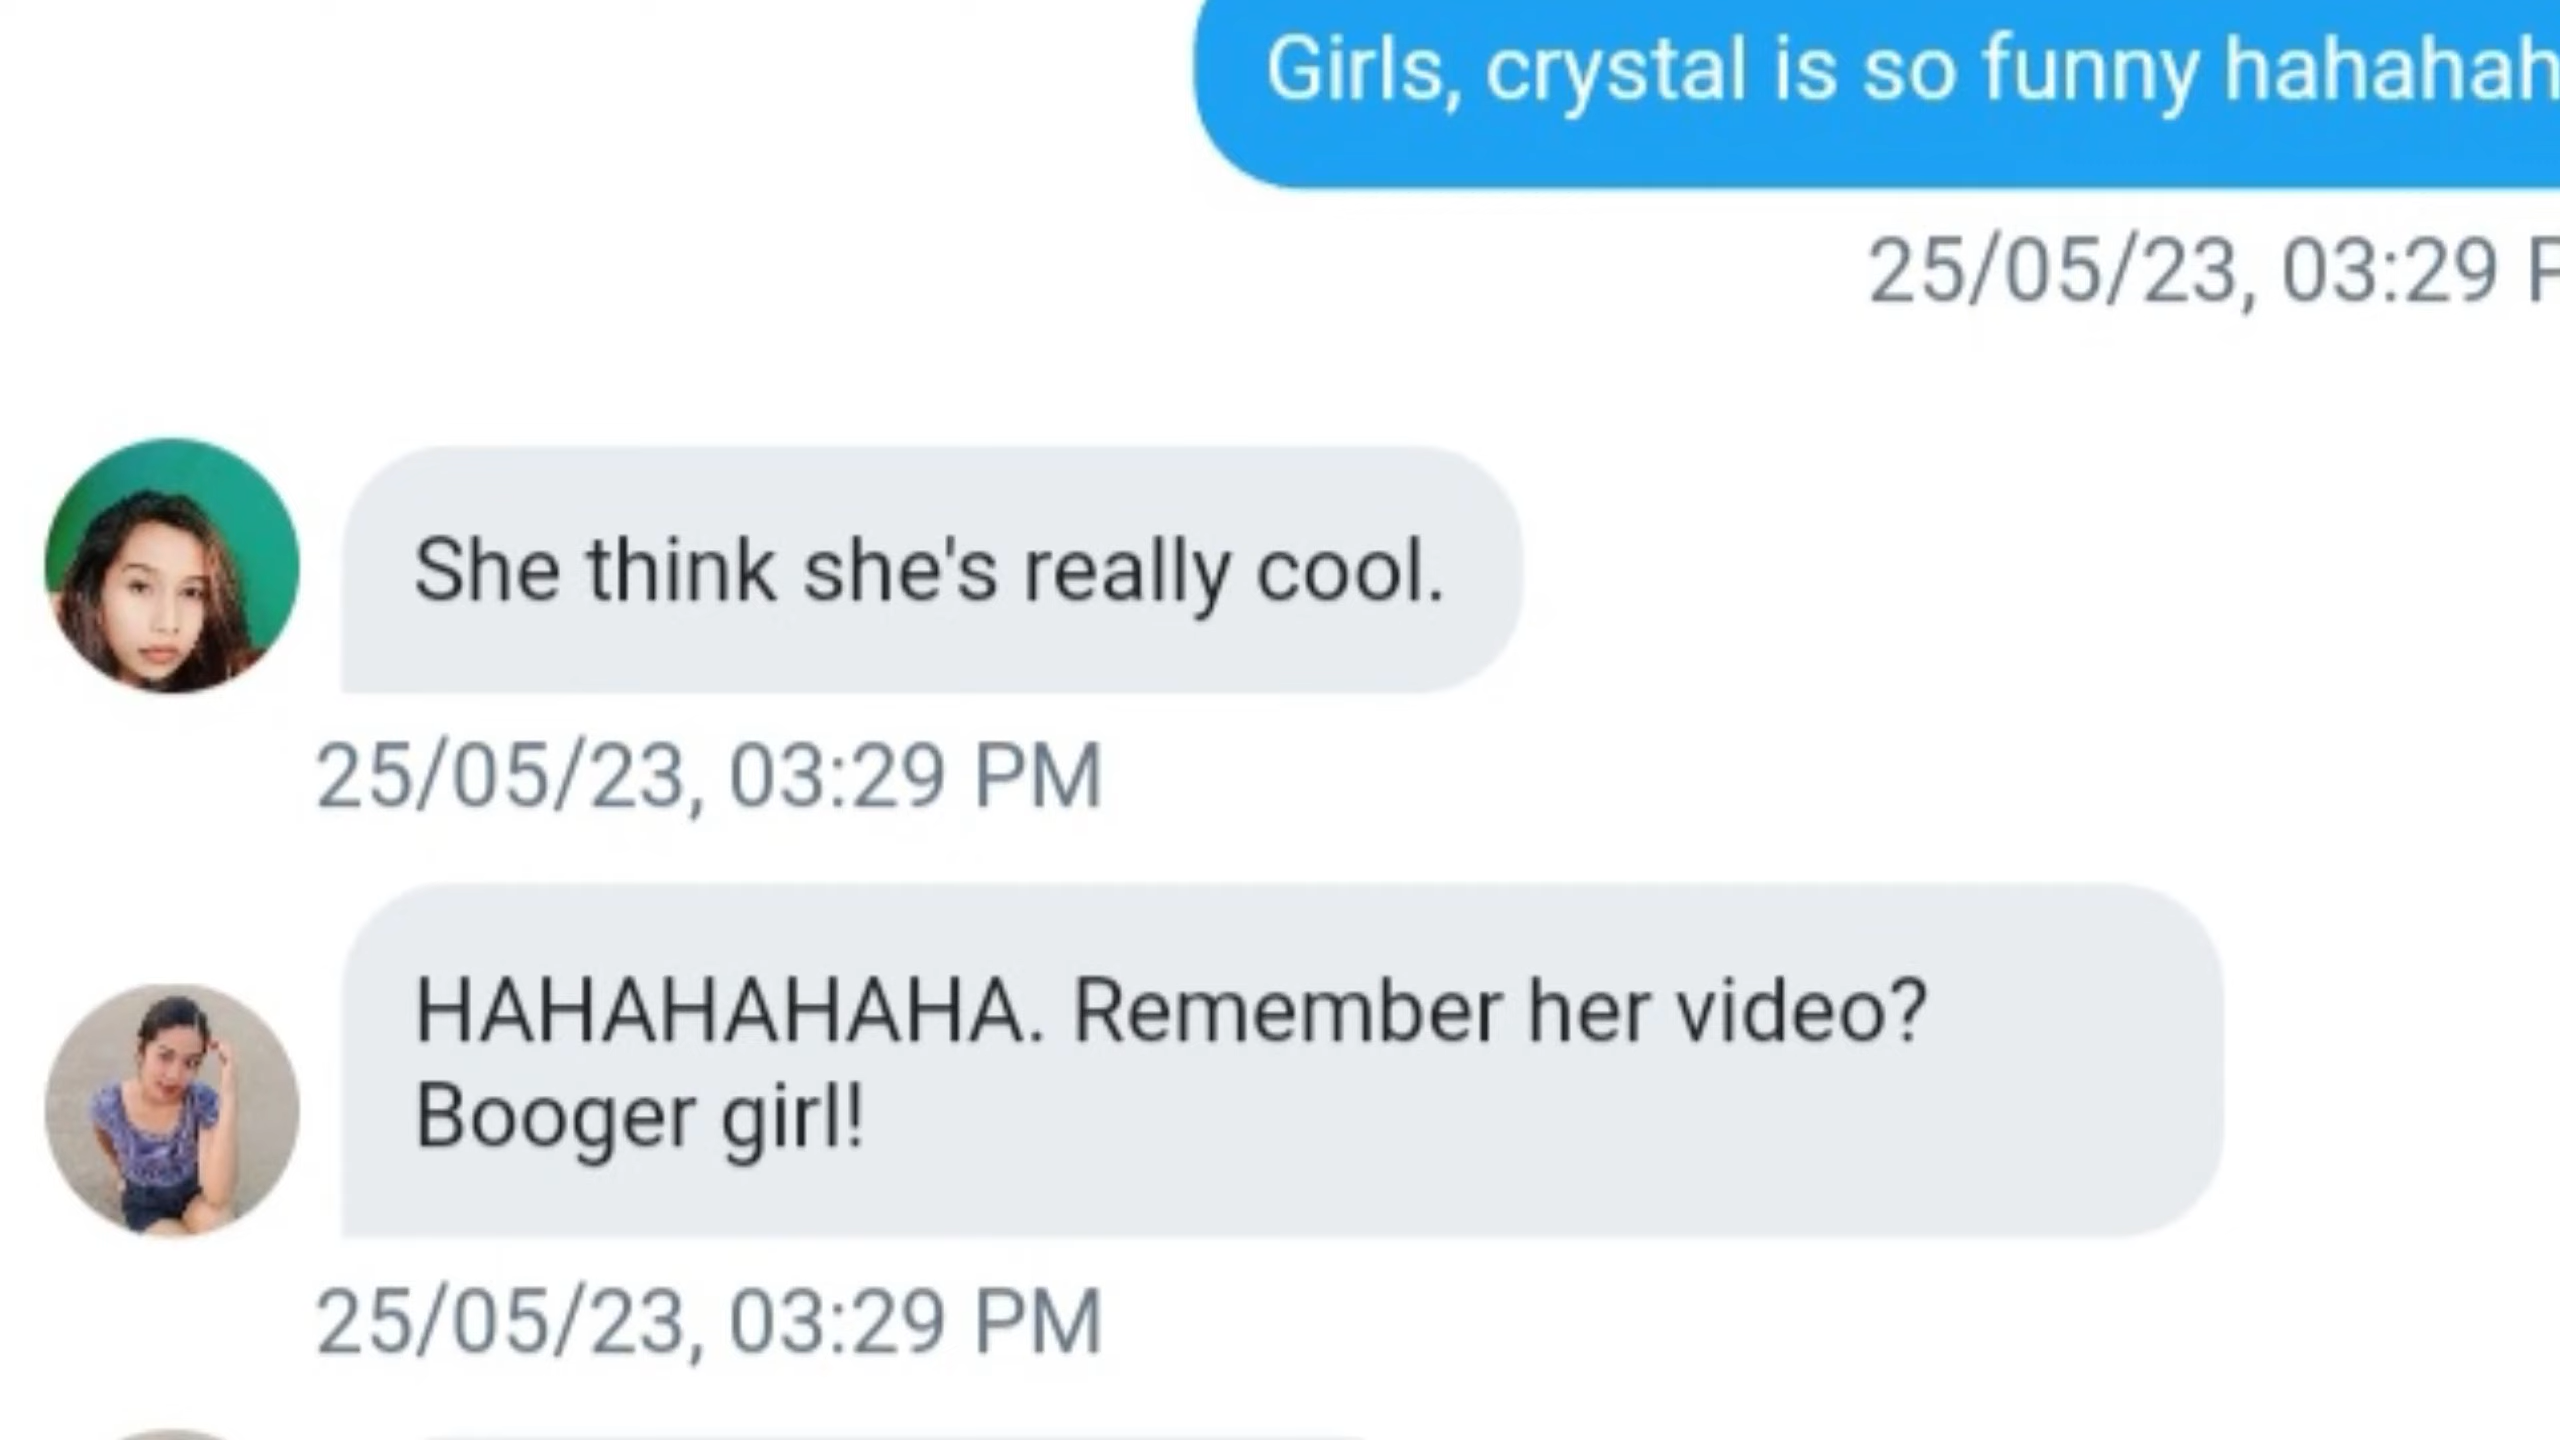 Girls, crystal is so funny hahahah
25/05/23, 03:29 P
She think she's really cool.
25/05/23, 03:29 PM
HAHAHAHAHA. Remember her video?
Booger girl!
25/05/23, 03:29 PM